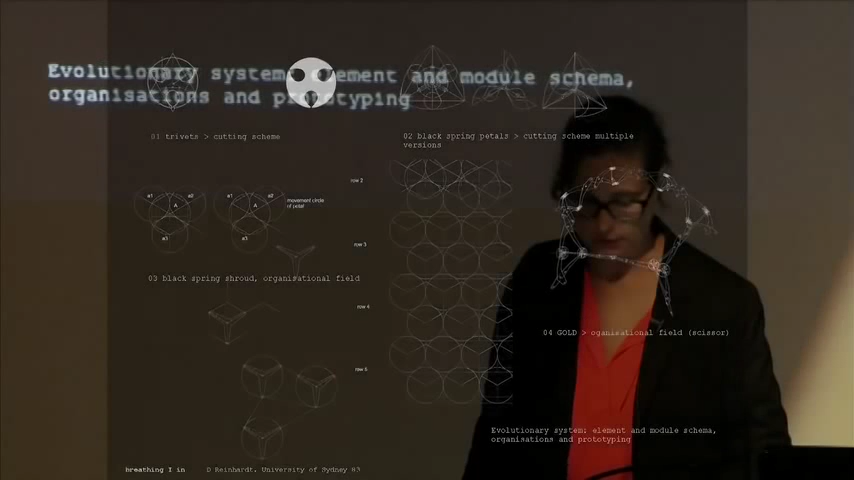 Evolutionary system: element and module schema,
organisations and prototyping
01 trivets > cutting scheme
02 black spring petals > cutting scheme multiple
versions
row 2
a1
a2
a1
a2
A
A
movement circle
of petal
a3
a3
row 3
03 black spring shroud, organisational field
row 4
04 GOLD > oganisational field (scissor)
row 5
Evolutionary system: element and module schema,
organisations and prototyping
breathing I in D Reinhardt, University of Sydney